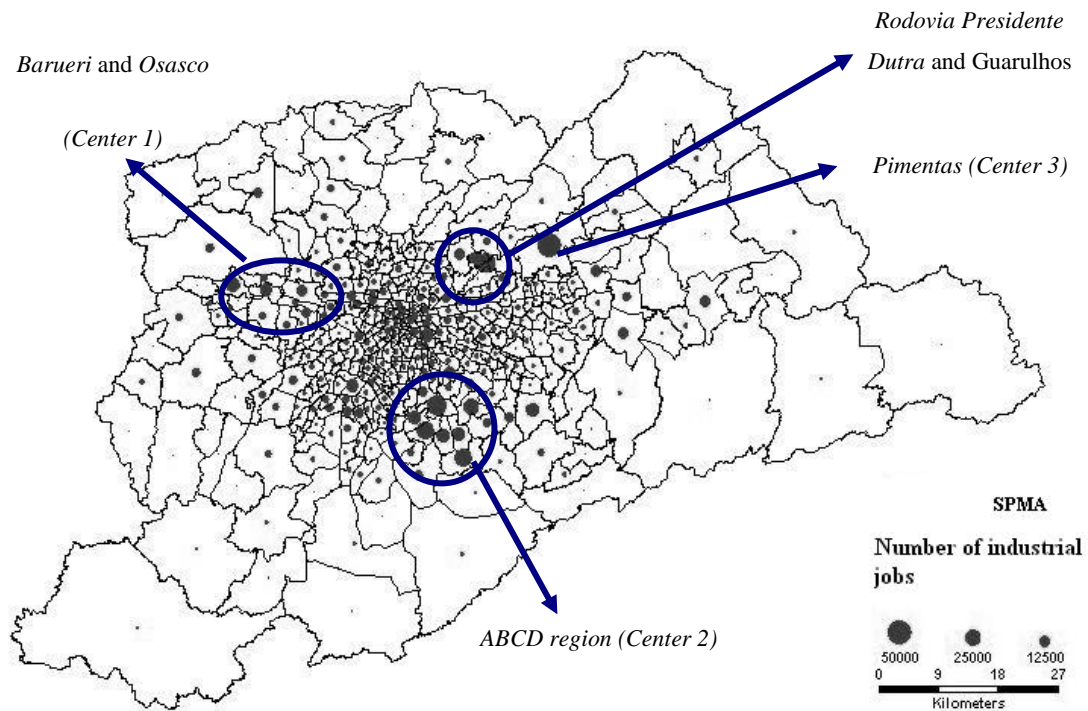 Rodovia Presidente
Dutra and Guarulhos
Barueri and Osasco
(Center 1)
Pimentas (Center 3)
ABCD region (Center 2)
SPMA
Number of industrial
jobs
50000 25000 12500
0 9 18 27
Kilometers